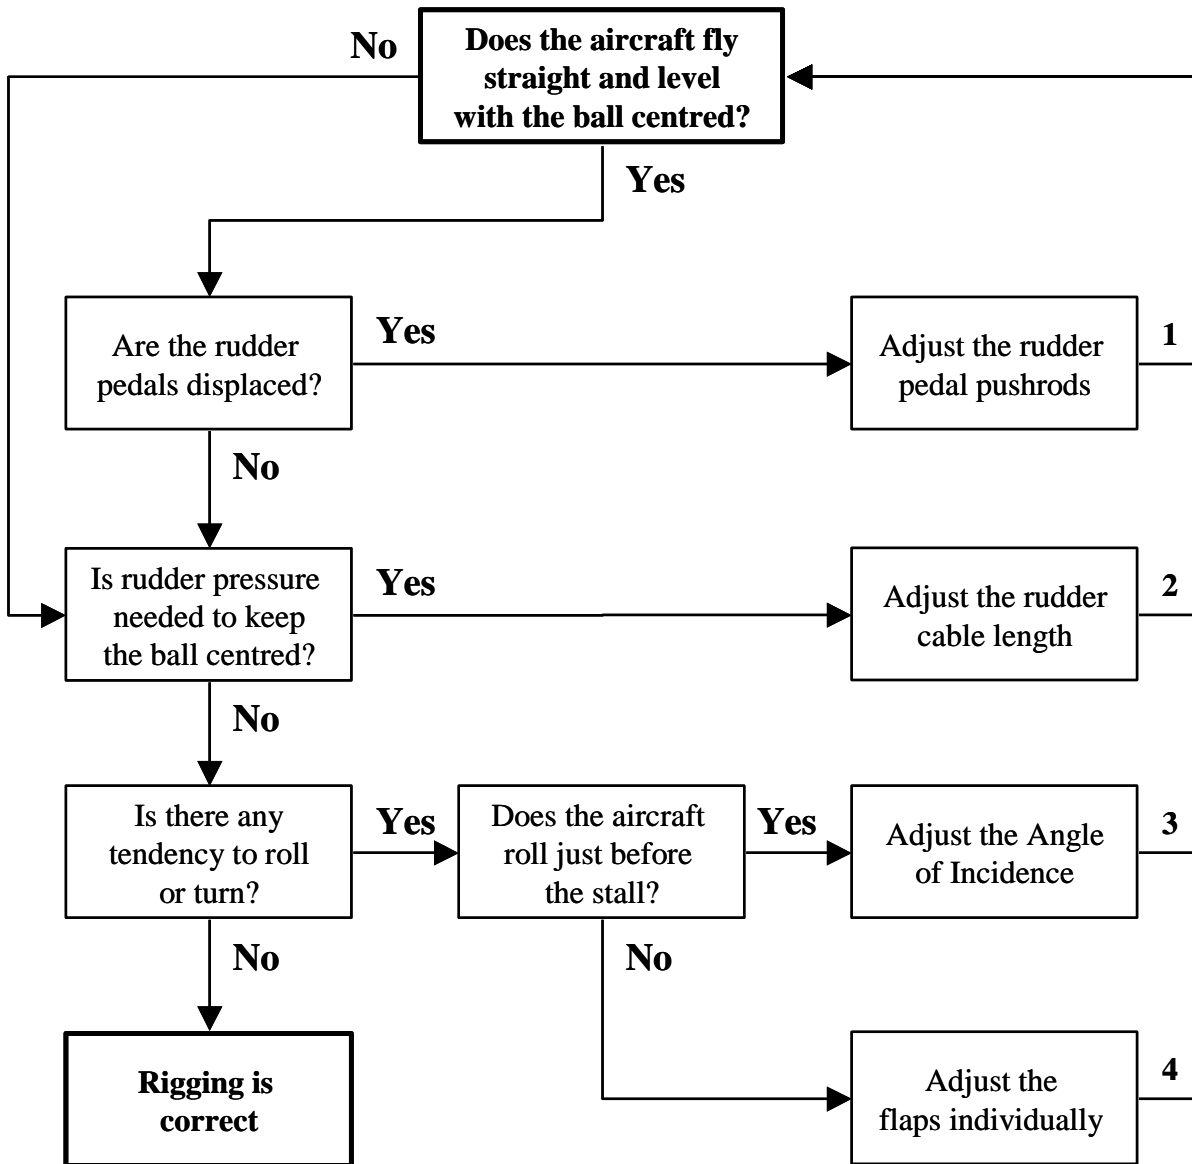 No
Does the aircraft fly
straight and level
with the ball centred?
Yes
Are the rudder
pedals displaced?
Yes
Adjust the rudder
pedal pushrods
1
No
Is rudder pressure
needed to keep
the ball centred?
Yes
Adjust the rudder
cable length
2
No
Is there any
tendency to roll
or turn?
Yes
Does the aircraft
roll just before
the stall?
Yes
Adjust the Angle
of Incidence
3
No
No
Rigging is
correct
Adjust the
flaps individually
4